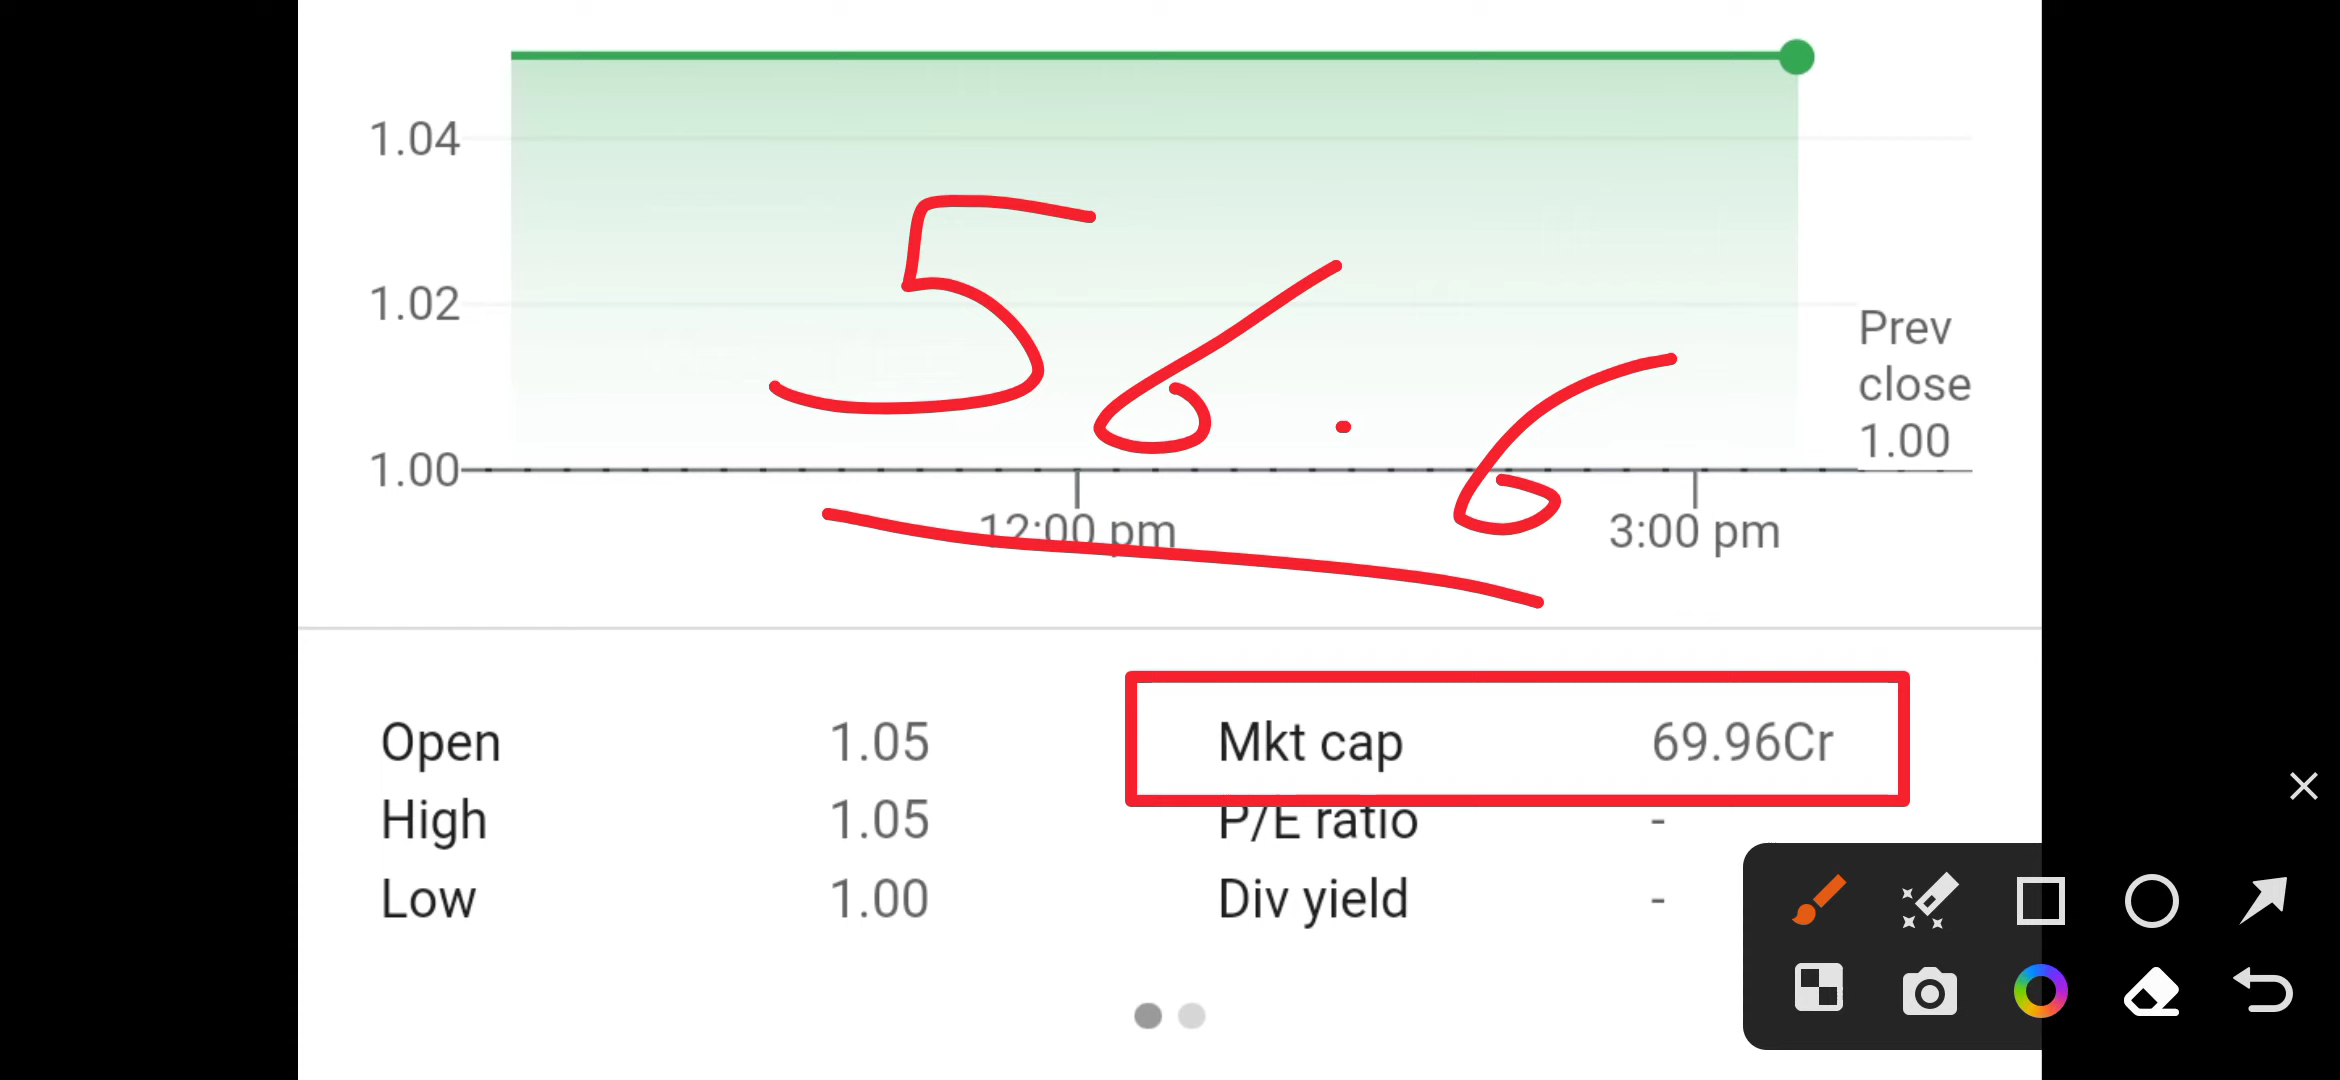 1.04
1.02
1.00
56.6
Prev
close
1.00
12:00 pm 3:00 pm
Open 1.05 Mkt cap 69.96Cr
High 1.05 P/E ratio -
Low 1.00 Div yield -